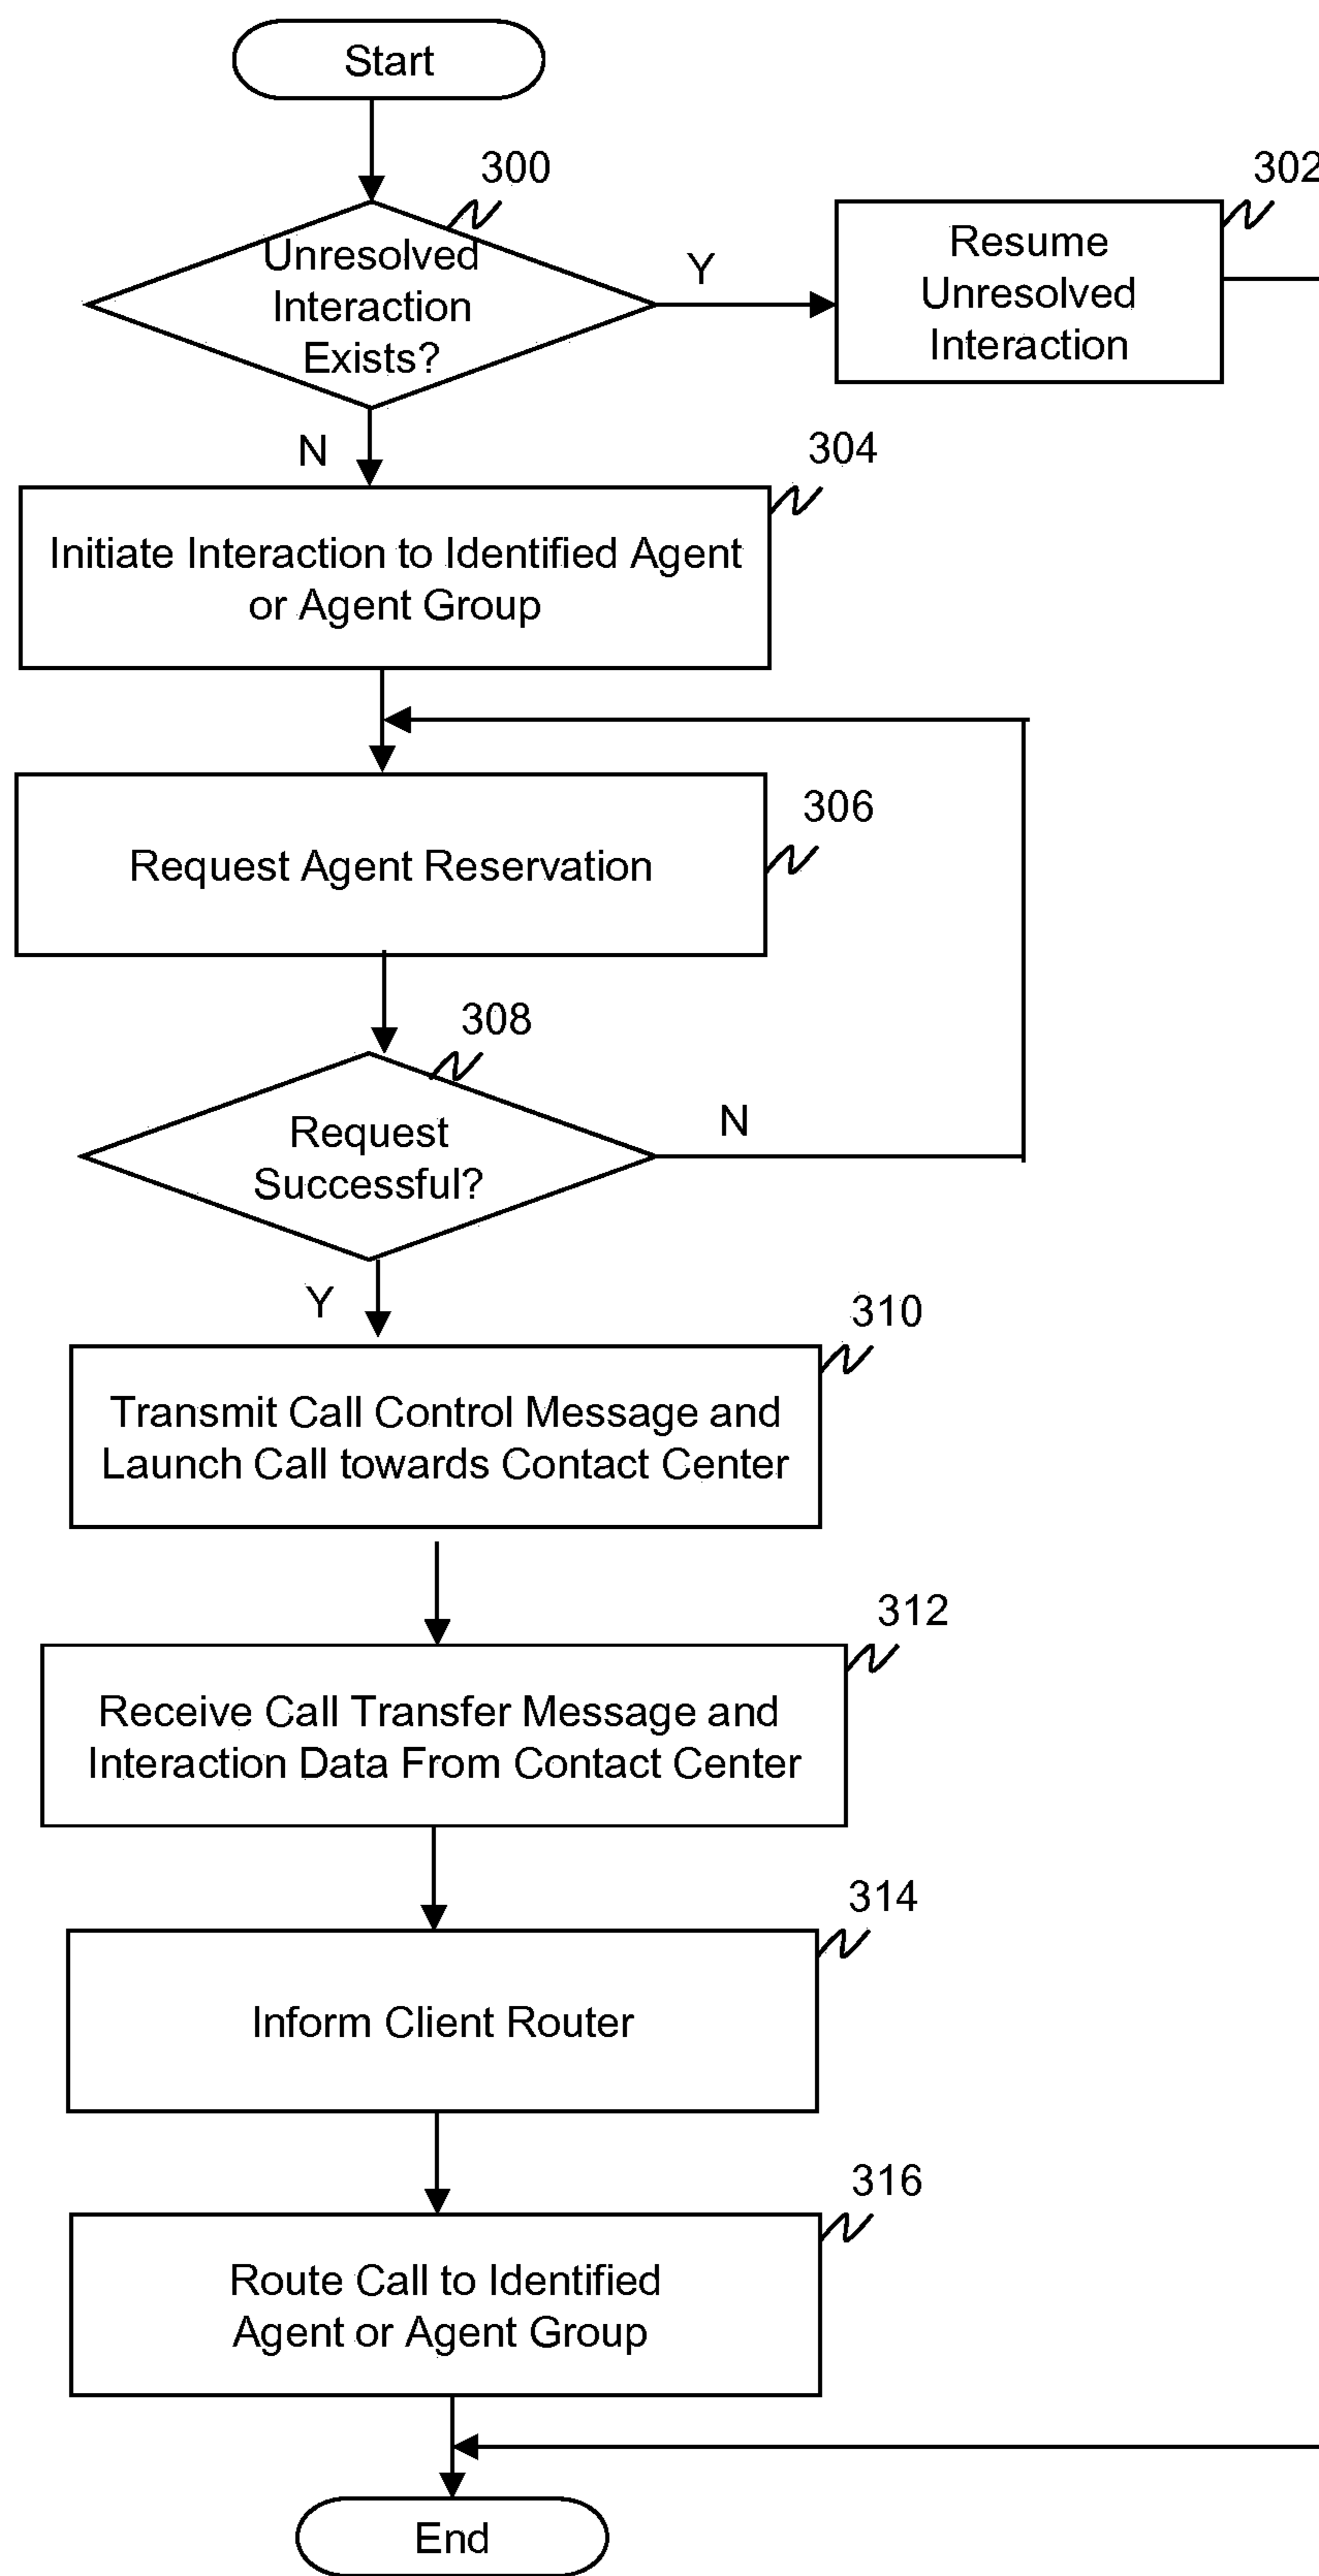 Start
300
Unresolved
Interaction
Exists?
Y
302
Resume
Unresolved
Interaction
N
304
Initiate Interaction to Identified Agent
or Agent Group
306
Request Agent Reservation
308
Request
Successful?
N
Y
310
Transmit Call Control Message and
Launch Call towards Contact Center
312
Receive Call Transfer Message and
Interaction Data From Contact Center
314
Inform Client Router
316
Route Call to Identified
Agent or Agent Group
End